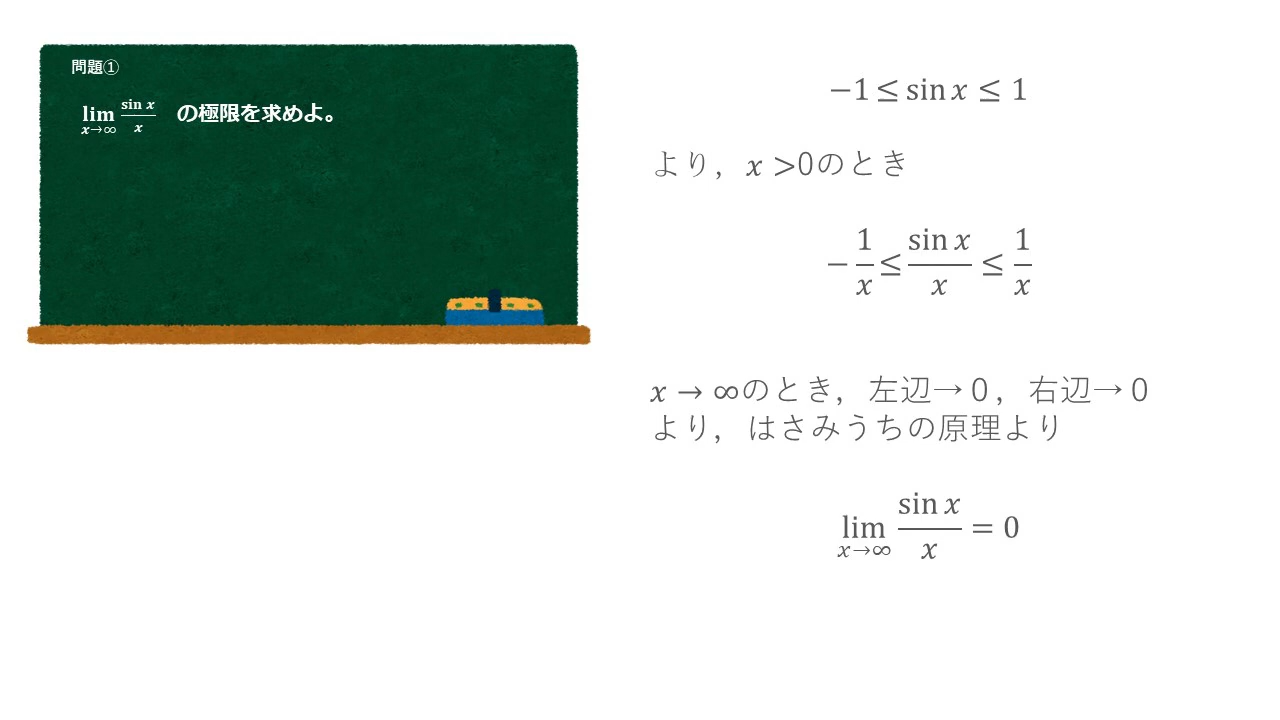 問題①
lim x→∞ sin x / x の極限を求めよ。
−1 ≤ sin x ≤ 1
より，x >0のとき
− 1/x ≤ sin x / x ≤ 1/x
x → ∞のとき，左辺→０，右辺→０
より，はさみうちの原理より
lim x→∞ sin x / x = 0